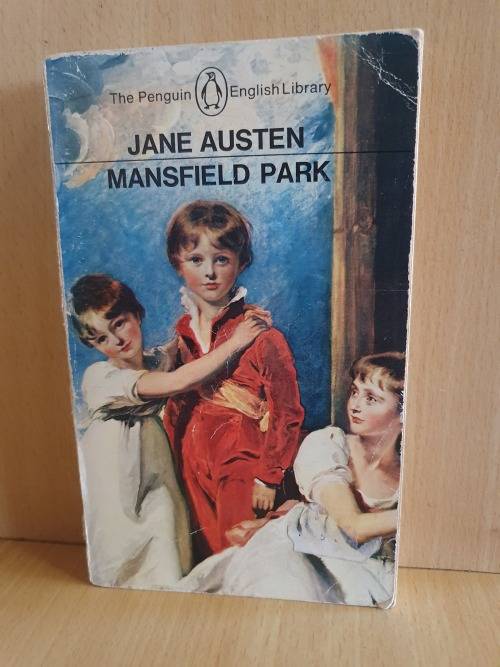 The Penguin English Library
JANE AUSTEN
MANSFIELD PARK